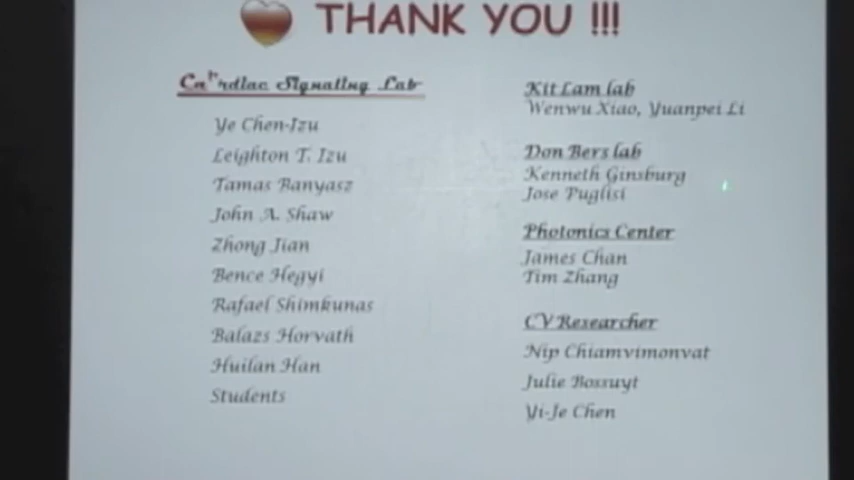 THANK YOU !!!
Cardiac Signaling Lab
Ye Chen-Izu
Leighton T. Izu
Tamas Banyasz
John A. Shaw
Zhong Jian
Bence Hegyi
Rafael Shimkunas
Balazs Horvath
Huilan Han
Students
Kit Lam lab
Wenwu Xiao, Yuanpei Li
Don Bers lab
Kenneth Ginsburg
Jose Puglisi
Photonics Center
James Chan
Tim Zhang
CV Researcher
Nip Chiamvimonvat
Julie Bossuyt
Yi-Je Chen